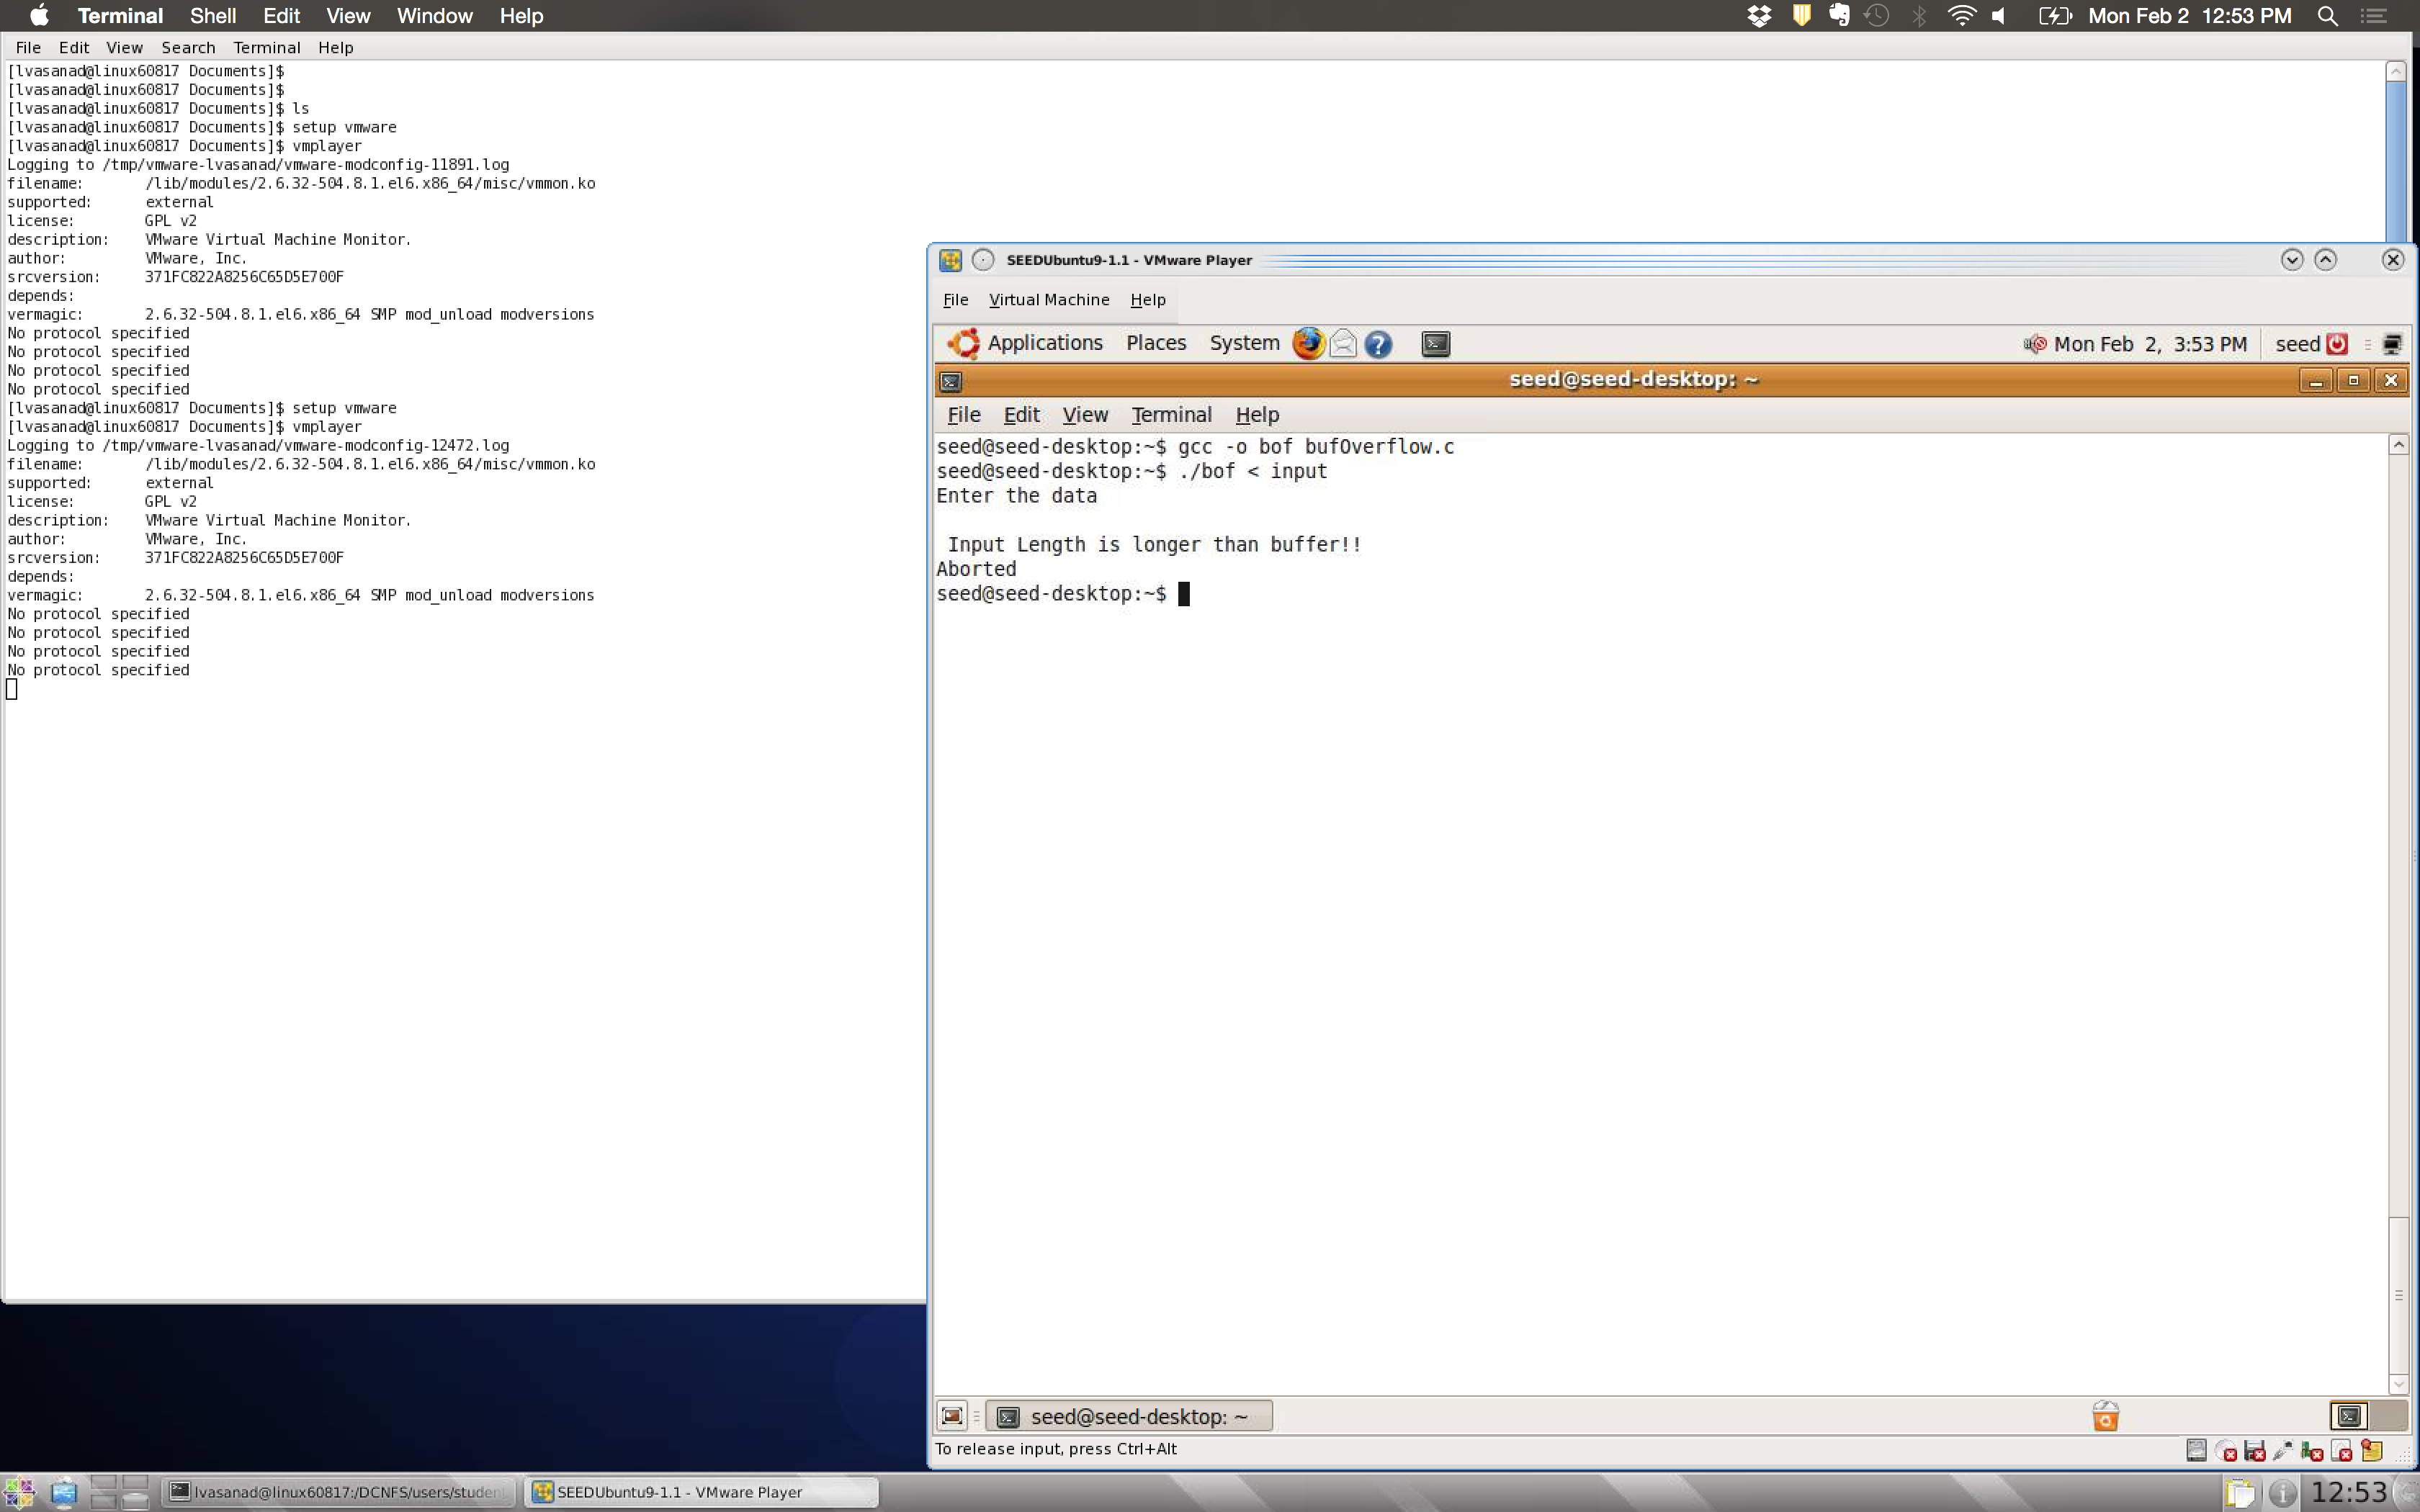 Terminal Shell Edit View Window Help Mon Feb 2 12:53 PM
File Edit View Search Terminal Help
[lvasanad@linux60817 Documents]$
[lvasanad@linux60817 Documents]$
[lvasanad@linux60817 Documents]$ ls
[lvasanad@linux60817 Documents]$ setup vmware
[lvasanad@linux60817 Documents]$ vmplayer
Logging to /tmp/vmware-lvasanad/vmware-modconfig-11891.log
filename: /lib/modules/2.6.32-504.8.1.el6.x86_64/misc/vmmon.ko
supported: external
license: GPL v2
description: VMware Virtual Machine Monitor.
author: VMware, Inc.
srcversion: 371FC822A8256C65D5E700F
depends:
vermagic: 2.6.32-504.8.1.el6.x86_64 SMP mod_unload modversions
No protocol specified
No protocol specified
No protocol specified
No protocol specified
[lvasanad@linux60817 Documents]$ setup vmware
[lvasanad@linux60817 Documents]$ vmplayer
Logging to /tmp/vmware-lvasanad/vmware-modconfig-12472.log
filename: /lib/modules/2.6.32-504.8.1.el6.x86_64/misc/vmmon.ko
supported: external
license: GPL v2
description: VMware Virtual Machine Monitor.
author: VMware, Inc.
srcversion: 371FC822A8256C65D5E700F
depends:
vermagic: 2.6.32-504.8.1.el6.x86_64 SMP mod_unload modversions
No protocol specified
No protocol specified
No protocol specified
No protocol specified
SEEDUbuntu9-1.1 - VMware Player
File Virtual Machine Help
Applications Places System Mon Feb 2, 3:53 PM seed
seed@seed-desktop: ~
File Edit View Terminal Help
seed@seed-desktop:~$ gcc -o bof bufOverflow.c
seed@seed-desktop:~$ ./bof < input
Enter the data
Input Length is longer than buffer!!
Aborted
seed@seed-desktop:~$
seed@seed-desktop: ~
To release input, press Ctrl+Alt
lvasanad@linux60817:/DCNFS/users/studen SEEDUbuntu9-1.1 - VMware Player 12:53